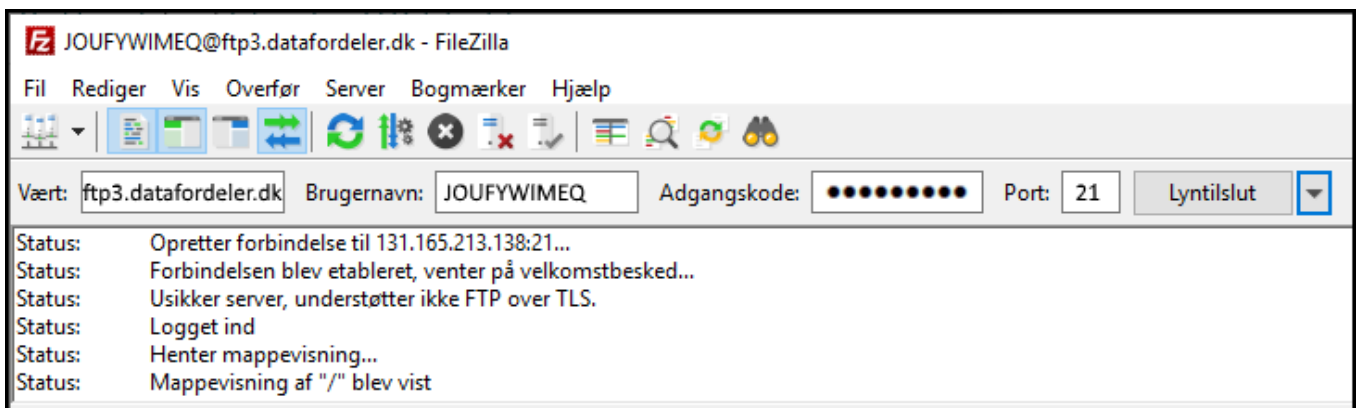 JOUFYWIMEQ@ftp3.datafordeler.dk - FileZilla
Fil Rediger Vis Overfør Server Bogmærker Hjælp
Vært: ftp3.datafordeler.dk Brugernavn: JOUFYWIMEQ Adgangskode: ●●●●●●●●● Port: 21 Lyntilslut
Status: Opretter forbindelse til 131.165.213.138:21...
Status: Forbindelsen blev etableret, venter på velkomstbesked...
Status: Usikker server, understøtter ikke FTP over TLS.
Status: Logget ind
Status: Henter mappevisning...
Status: Mappevisning af "/" blev vist